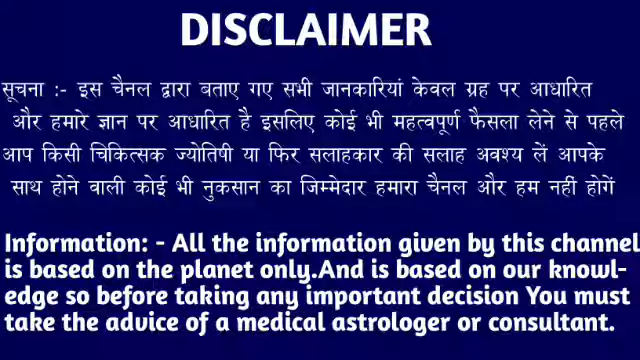 DISCLAIMER
सूचना :- इस चैनल द्वारा बताए गए सभी जानकारियां केवल ग्रह पर आधारित
और हमारे ज्ञान पर आधारित है इसलिए कोई भी महत्वपूर्ण फैसला लेने से पहले
आप किसी चिकित्सक ज्योतिषी या फिर सलाहकार की सलाह अवश्य लें आपके
साथ होने वाली कोई भी नुकसान का जिम्मेदार हमारा चैनल और हम नहीं होगें
Information: - All the information given by this channel
is based on the planet only.And is based on our knowl-
edge so before taking any important decision You must
take the advice of a medical astrologer or consultant.